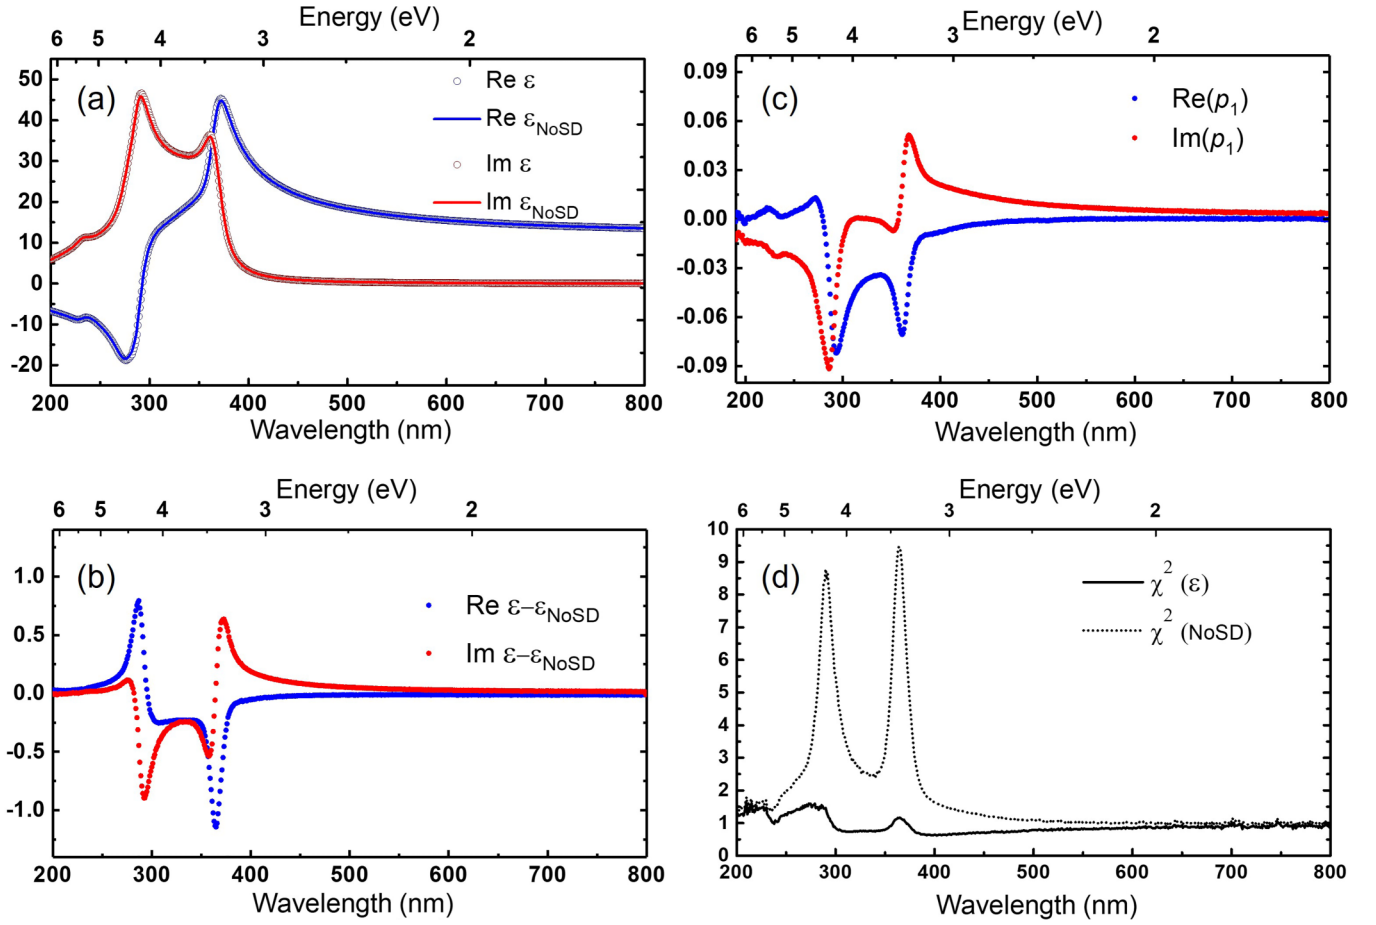 Energy (eV)
6 5 4 3 2
50
40
30
20
10
0
-10
-20
(a)
Re ε
Re ε_NoSD
Im ε
Im ε_NoSD
200 300 400 500 600 700 800
Wavelength (nm)
Energy (eV)
6 5 4 3 2
0.09
0.06
0.03
0.00
-0.03
-0.06
-0.09
(c)
Re(p_1)
Im(p_1)
200 300 400 500 600 700 800
Wavelength (nm)
Energy (eV)
6 5 4 3 2
1.0
0.5
0.0
-0.5
-1.0
(b)
Re ε−ε_NoSD
Im ε−ε_NoSD
200 300 400 500 600 700 800
Wavelength (nm)
Energy (eV)
6 5 4 3 2
10
9
8
7
6
5
4
3
2
1
0
(d)
χ² (ε)
χ² (NoSD)
200 300 400 500 600 700 800
Wavelength (nm)